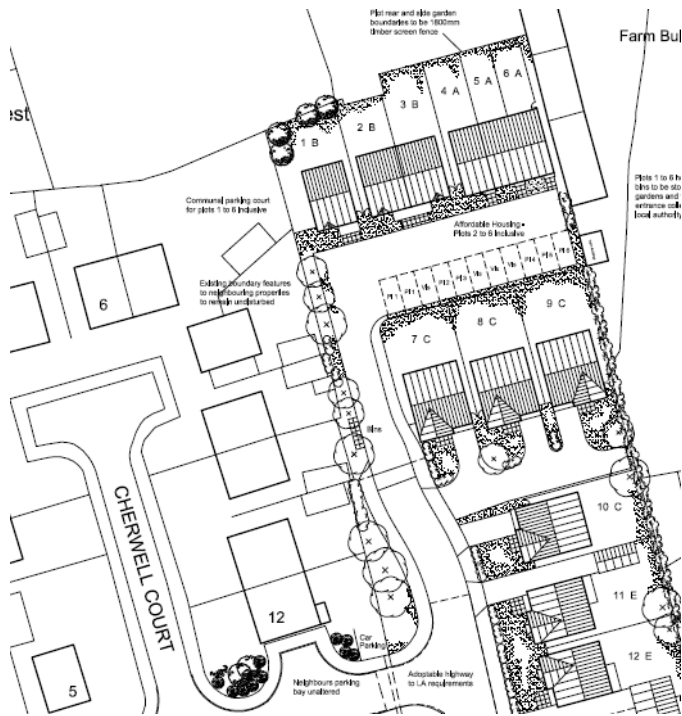 Plot rear and side garden
boundaries to be 1800mm
timber screen fence
Farm Bu
est
1 B
2 B
3 B
4 A
5 A
6 A
Communal parking court
for plots 1 to 6 inclusive
Plots 1 to 6 h
bins to be sto
gardens and
entrance colle
local authority
Affordable Housing
Plots 2 to 6 inclusive
Existing boundary features
to neighbouring properties
to remain undisturbed
6
7 C
8 C
9 C
Bins
CHERWELL COURT
10 C
11 E
12 E
12
5
Car
Parking
Neighbours parking
bay unaltered
Adoptable highway
to LA requirements